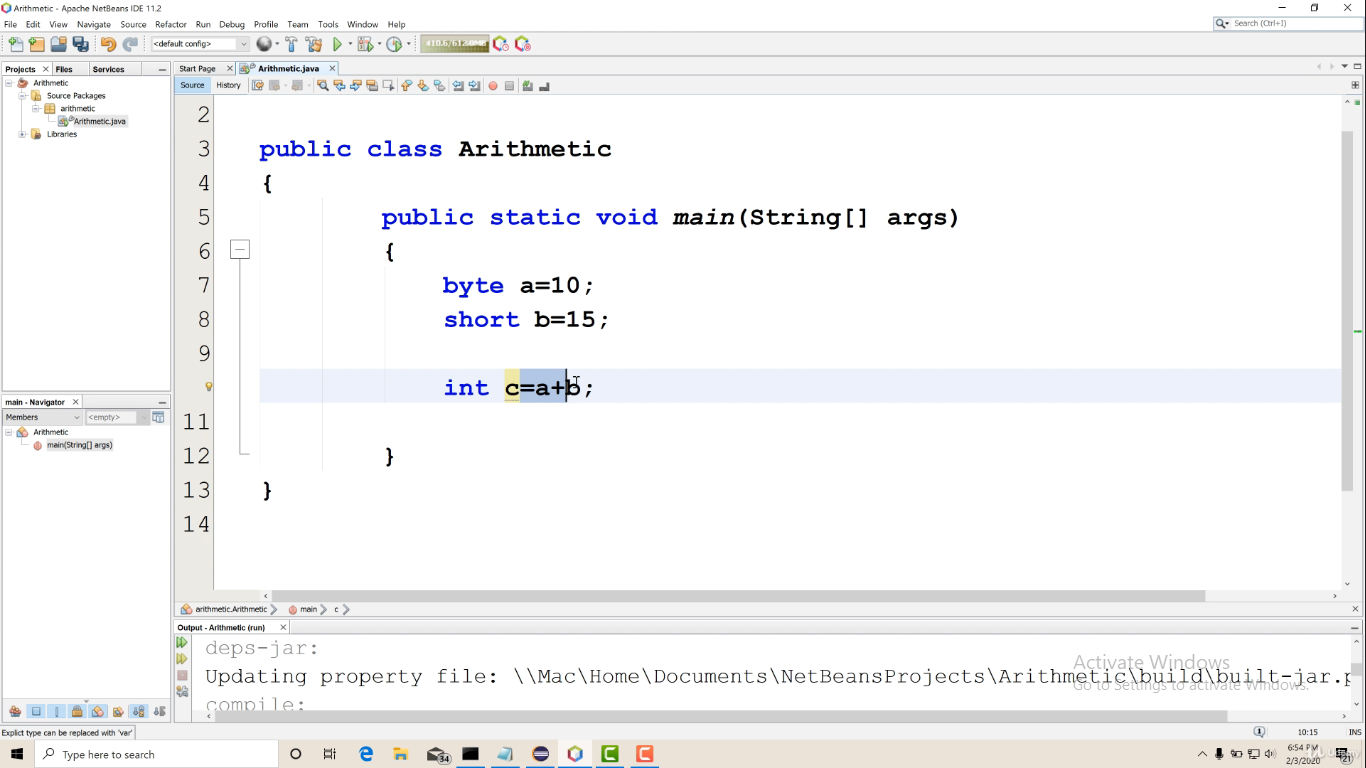 Arithmetic - Apache NetBeans IDE 11.2
File Edit View Navigate Source Refactor Run Debug Profile Team Tools Window Help
Search (Ctrl+I)
<default config>
Projects Files Services
Start Page Arithmetic.java
Source History
Arithmetic
Source Packages
arithmetic
Arithmetic.java
Libraries
2
3 public class Arithmetic
4 {
5 public static void main(String[] args)
6 {
7 byte a=10;
8 short b=15;
9
int c=a+b;
11
12 }
13 }
14
main - Navigator
Members <empty>
Arithmetic
main(String[] args)
arithmetic.Arithmetic main c
Output - Arithmetic (run)
deps-jar:
Updating property file: \\Mac\Home\Documents\NetBeansProjects\Arithmetic\build\built-jar.p
compile:
Activate Windows
Go to Settings to activate Windows.
Explict type can be replaced with 'var'
10:15 INS
Type here to search
34
6:54 PM
2/3/2020
21